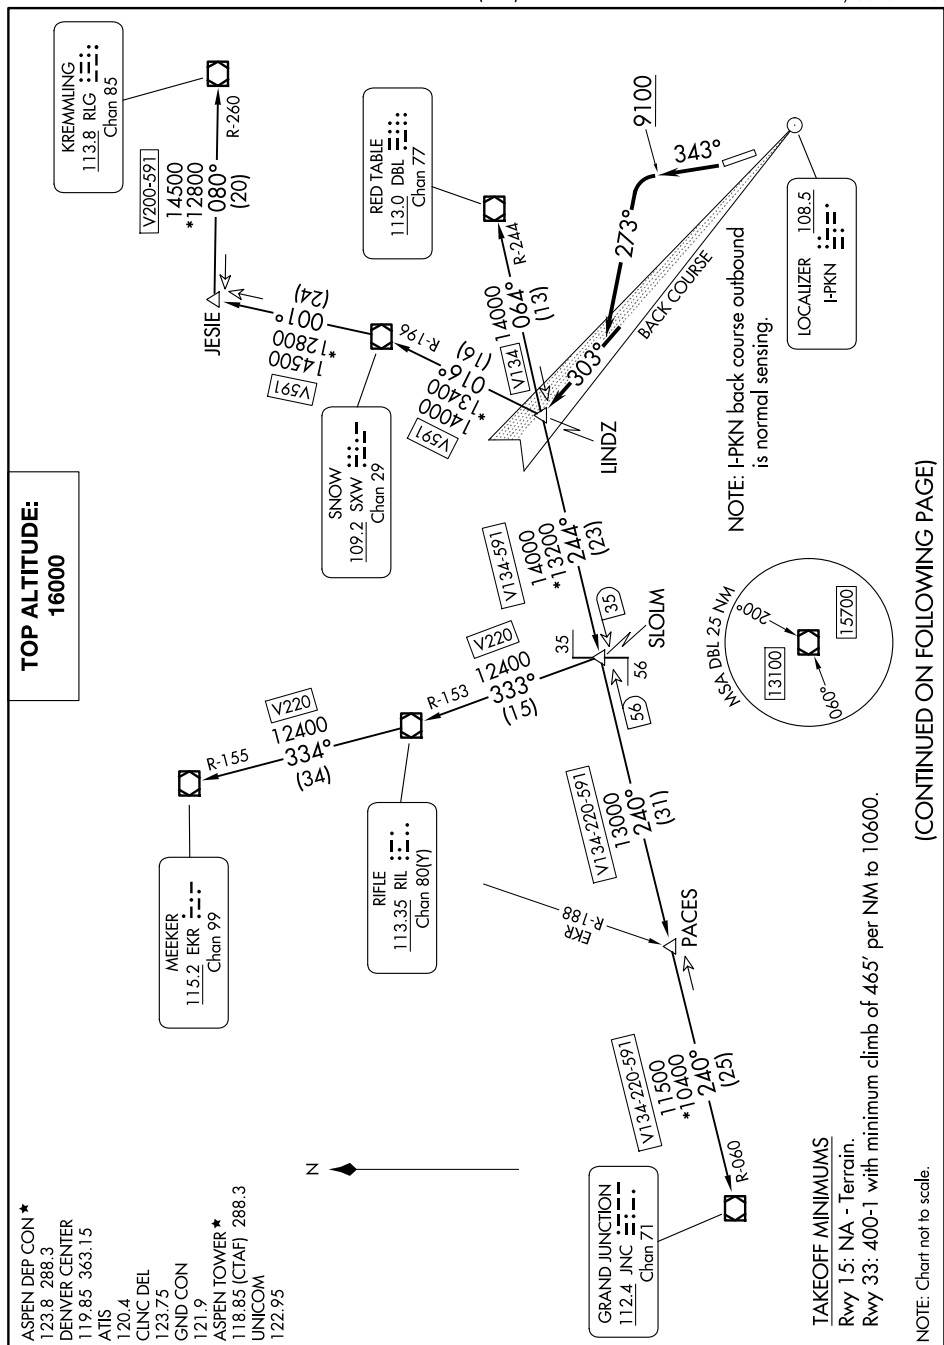 TOP ALTITUDE:
16000
ASPEN DEP CON ★
123.8 288.3
DENVER CENTER
119.85 363.15
ATIS
120.4
CLNC DEL
123.75
GND CON
121.9
ASPEN TOWER ★
118.85 (CTAF) 288.3
UNICOM
122.95
N
MEEKER
115.2 EKR
Chan 99
R-155
V220
12400
334°
(34)
RIFLE
113.35 RIL
Chan 80(Y)
R-153
V220
12400
333°
(15)
SNOW
109.2 SXW
Chan 29
R-196
V591
14500
*12800
001°
(24)
JESIE
KREMMLING
113.8 RLG
Chan 85
V200-591
14500
*12800
080°
(20)
R-260
RED TABLE
113.0 DBL
Chan 77
R-244
14000
V134
064°
(13)
V591
14000
*13400
016°
(16)
9100
343°
273°
303°
BACK COURSE
LOCALIZER 108.5
I-PKN
NOTE: I-PKN back course outbound
is normal sensing.
LINDZ
V134-591
14000
*13200
244°
(23)
35
35
SLOLM
56
56
V134-220-591
13000
240°
(31)
EKR
R-188
PACES
V134-220-591
11500
*10400
240°
(25)
R-060
GRAND JUNCTION
112.4 JNC
Chan 71
MSA DBL 25 NM
200°
13100
15700
060°
TAKEOFF MINIMUMS
Rwy 15: NA - Terrain.
Rwy 33: 400-1 with minimum climb of 465' per NM to 10600.
NOTE: Chart not to scale.
(CONTINUED ON FOLLOWING PAGE)